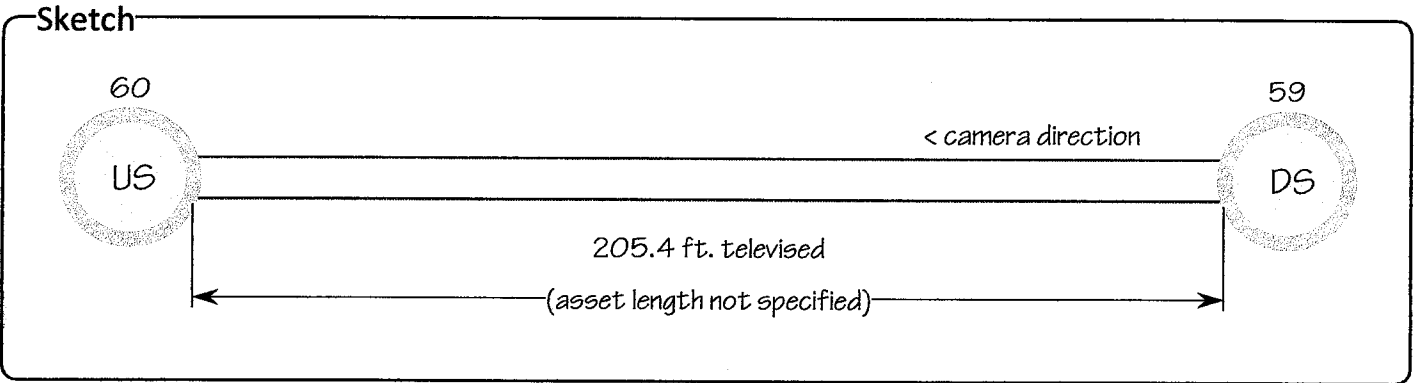 Sketch
60
59
< camera direction
US
DS
205.4 ft. televised
(asset length not specified)